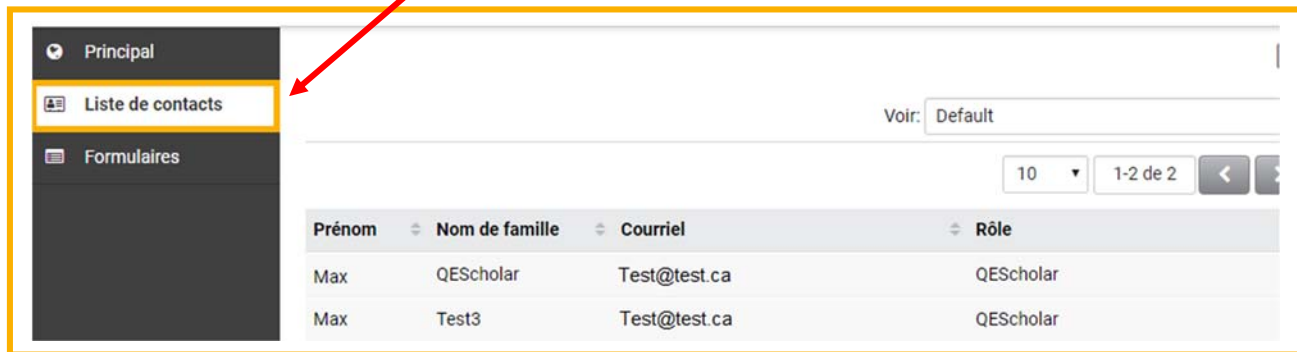 Principal
Liste de contacts
Voir: Default
Formulaires
10 1-2 de 2
Prénom Nom de famille Courriel Rôle
Max QEScholar Test@test.ca QEScholar
Max Test3 Test@test.ca QEScholar